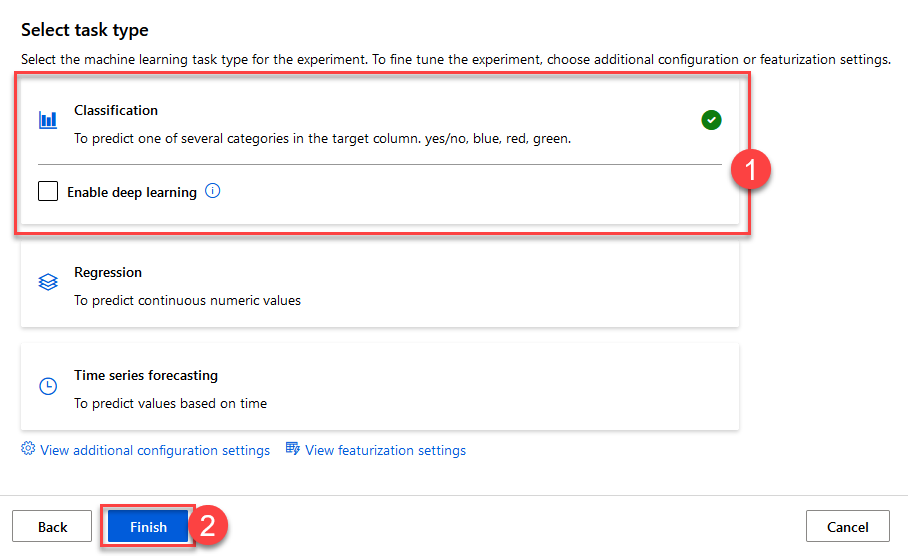 Select task type
Select the machine learning task type for the experiment. To fine tune the experiment, choose additional configuration or featurization settings.
Classification
To predict one of several categories in the target column. yes/no, blue, red, green.
1
Enable deep learning
Regression
To predict continuous numeric values
Time series forecasting
To predict values based on time
View additional configuration settings View featurization settings
Back Finish 2 Cancel